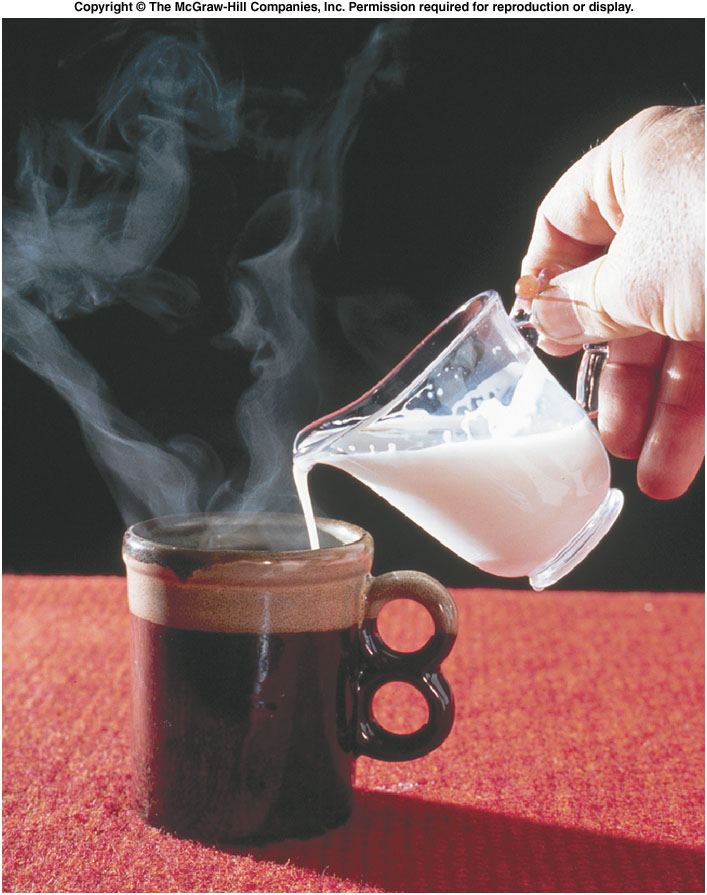 Copyright © The McGraw-Hill Companies, Inc. Permission required for reproduction or display.